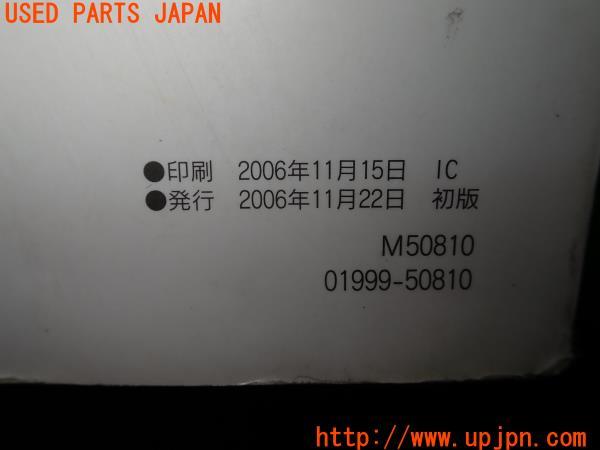 USED PARTS JAPAN
●印刷 2006年11月15日 IC
●発行 2006年11月22日 初版
M50810
01999-50810
UPJ
http://www.upjpn.com/